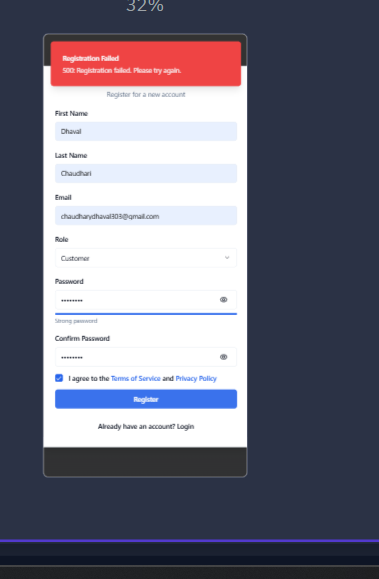 32%
Registration Failed
500: Registration failed. Please try again.
Register for a new account
First Name
Dhaval
Last Name
Chaudhari
Email
chaudharydhaval303@gmail.com
Role
Customer
Password
••••••••
Strong password
Confirm Password
••••••••
I agree to the Terms of Service and Privacy Policy
Register
Already have an account? Login